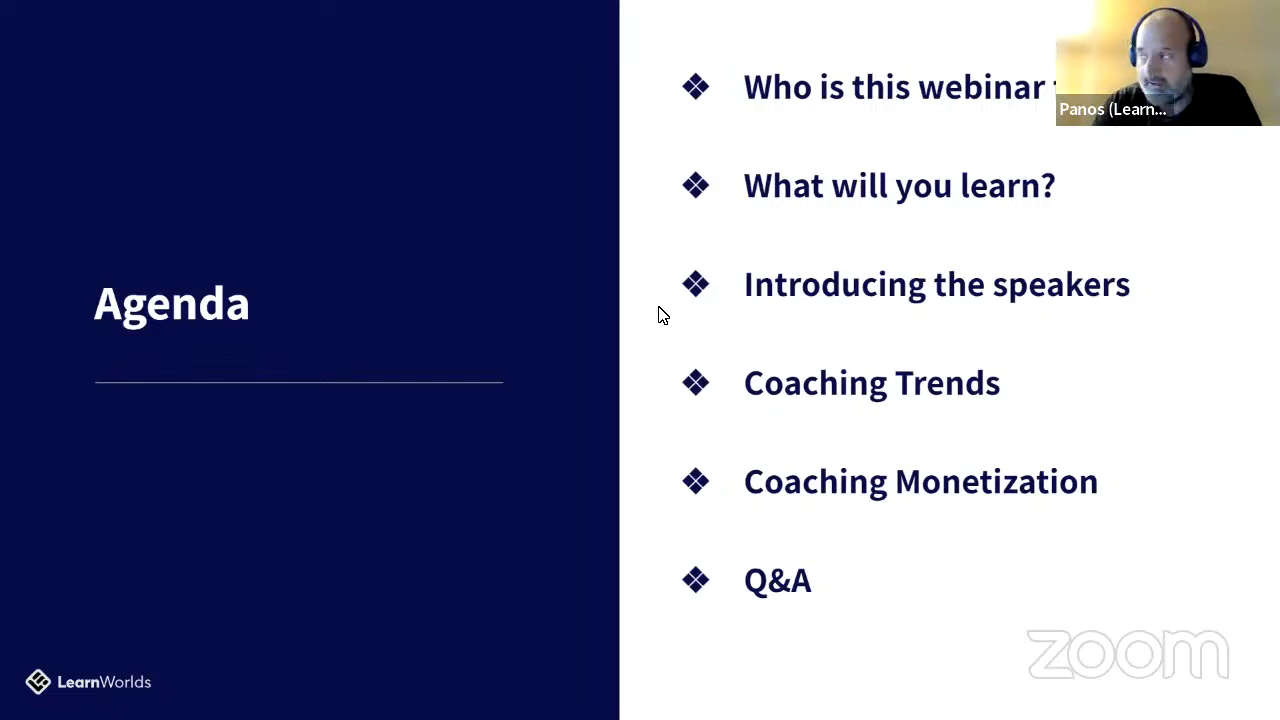 Agenda
❖ Who is this webinar
❖ What will you learn?
❖ Introducing the speakers
❖ Coaching Trends
❖ Coaching Monetization
❖ Q&A
Panos (Learn...
LearnWorlds
zoom